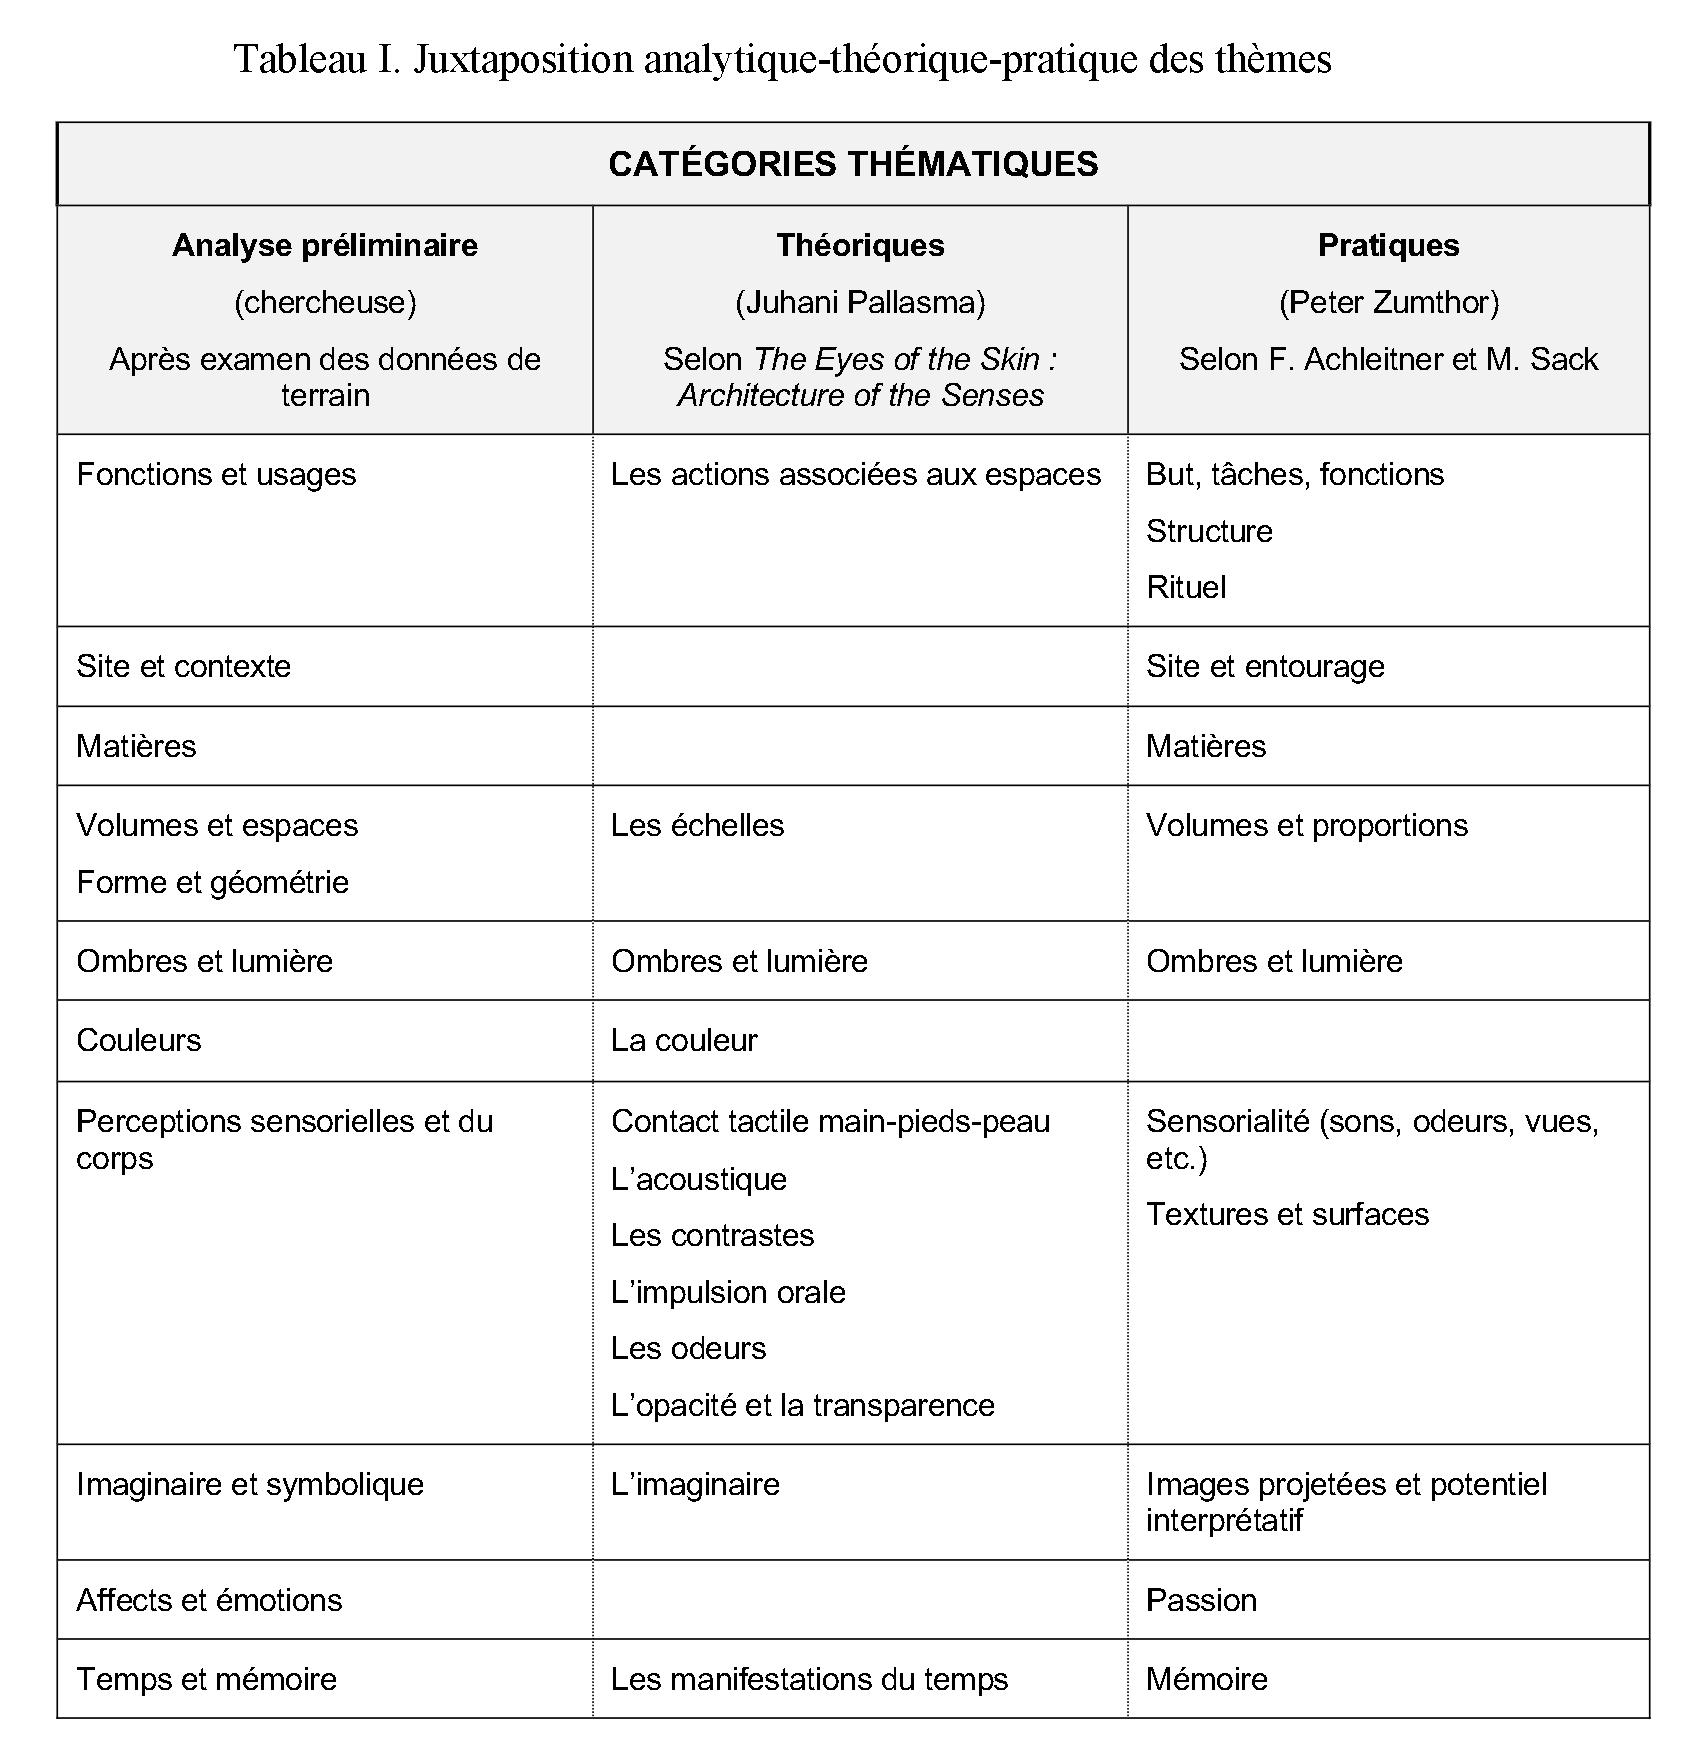 Tableau I. Juxtaposition analytique-théorique-pratique des thèmes
CATÉGORIES THÉMATIQUES
Analyse préliminaire
(chercheuse)
Après examen des données de
terrain
Théoriques
(Juhani Pallasma)
Selon The Eyes of the Skin :
Architecture of the Senses
Pratiques
(Peter Zumthor)
Selon F. Achleitner et M. Sack
Fonctions et usages
Les actions associées aux espaces
But, tâches, fonctions
Structure
Rituel
Site et contexte
Site et entourage
Matières
Matières
Volumes et espaces
Forme et géométrie
Les échelles
Volumes et proportions
Ombres et lumière
Ombres et lumière
Ombres et lumière
Couleurs
La couleur
Perceptions sensorielles et du
corps
Contact tactile main-pieds-peau
L’acoustique
Les contrastes
L’impulsion orale
Les odeurs
L’opacité et la transparence
Sensorialité (sons, odeurs, vues,
etc.)
Textures et surfaces
Imaginaire et symbolique
L’imaginaire
Images projetées et potentiel
interprétatif
Affects et émotions
Passion
Temps et mémoire
Les manifestations du temps
Mémoire